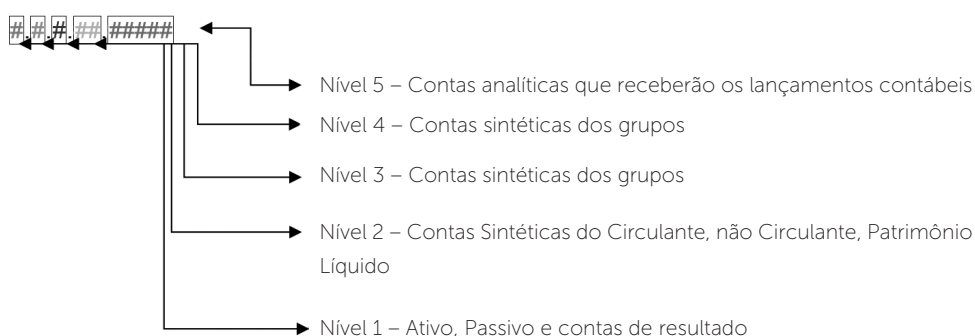 #.#.#.##.#####
Nível 5 – Contas analíticas que receberão os lançamentos contábeis
Nível 4 – Contas sintéticas dos grupos
Nível 3 – Contas sintéticas dos grupos
Nível 2 – Contas Sintéticas do Circulante, não Circulante, Patrimônio
Líquido
Nível 1 – Ativo, Passivo e contas de resultado